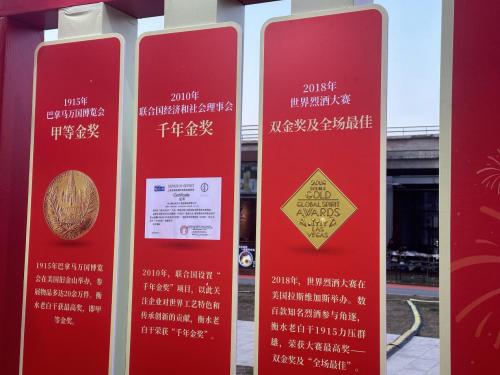 1915年
巴拿马万国博览会
甲等金奖
1915年巴拿马万国博览
会在美国旧金山举办，参
展物品多达20余万件。衡
水老白干获最高奖，即甲
等金奖。
2010年
联合国经济和社会理事会
千年金奖
Certificate
2010年，联合国设置“
千年金奖”项目，以此关
注企业对世界工艺特色和
传承创新的贡献，衡水老
白干荣获“千年金奖”。
2018年
世界烈酒大赛
双金奖及全场最佳
DOUBLE
GOLD
GLOBAL SPIRIT
AWARDS
LAS
VEGAS
2018年，世界烈酒大赛在
美国拉斯维加斯举办。数
百款知名烈酒参与角逐，
衡水老白干1915力压群
雄，荣获大赛最高奖——
双金奖及“全场最佳”。